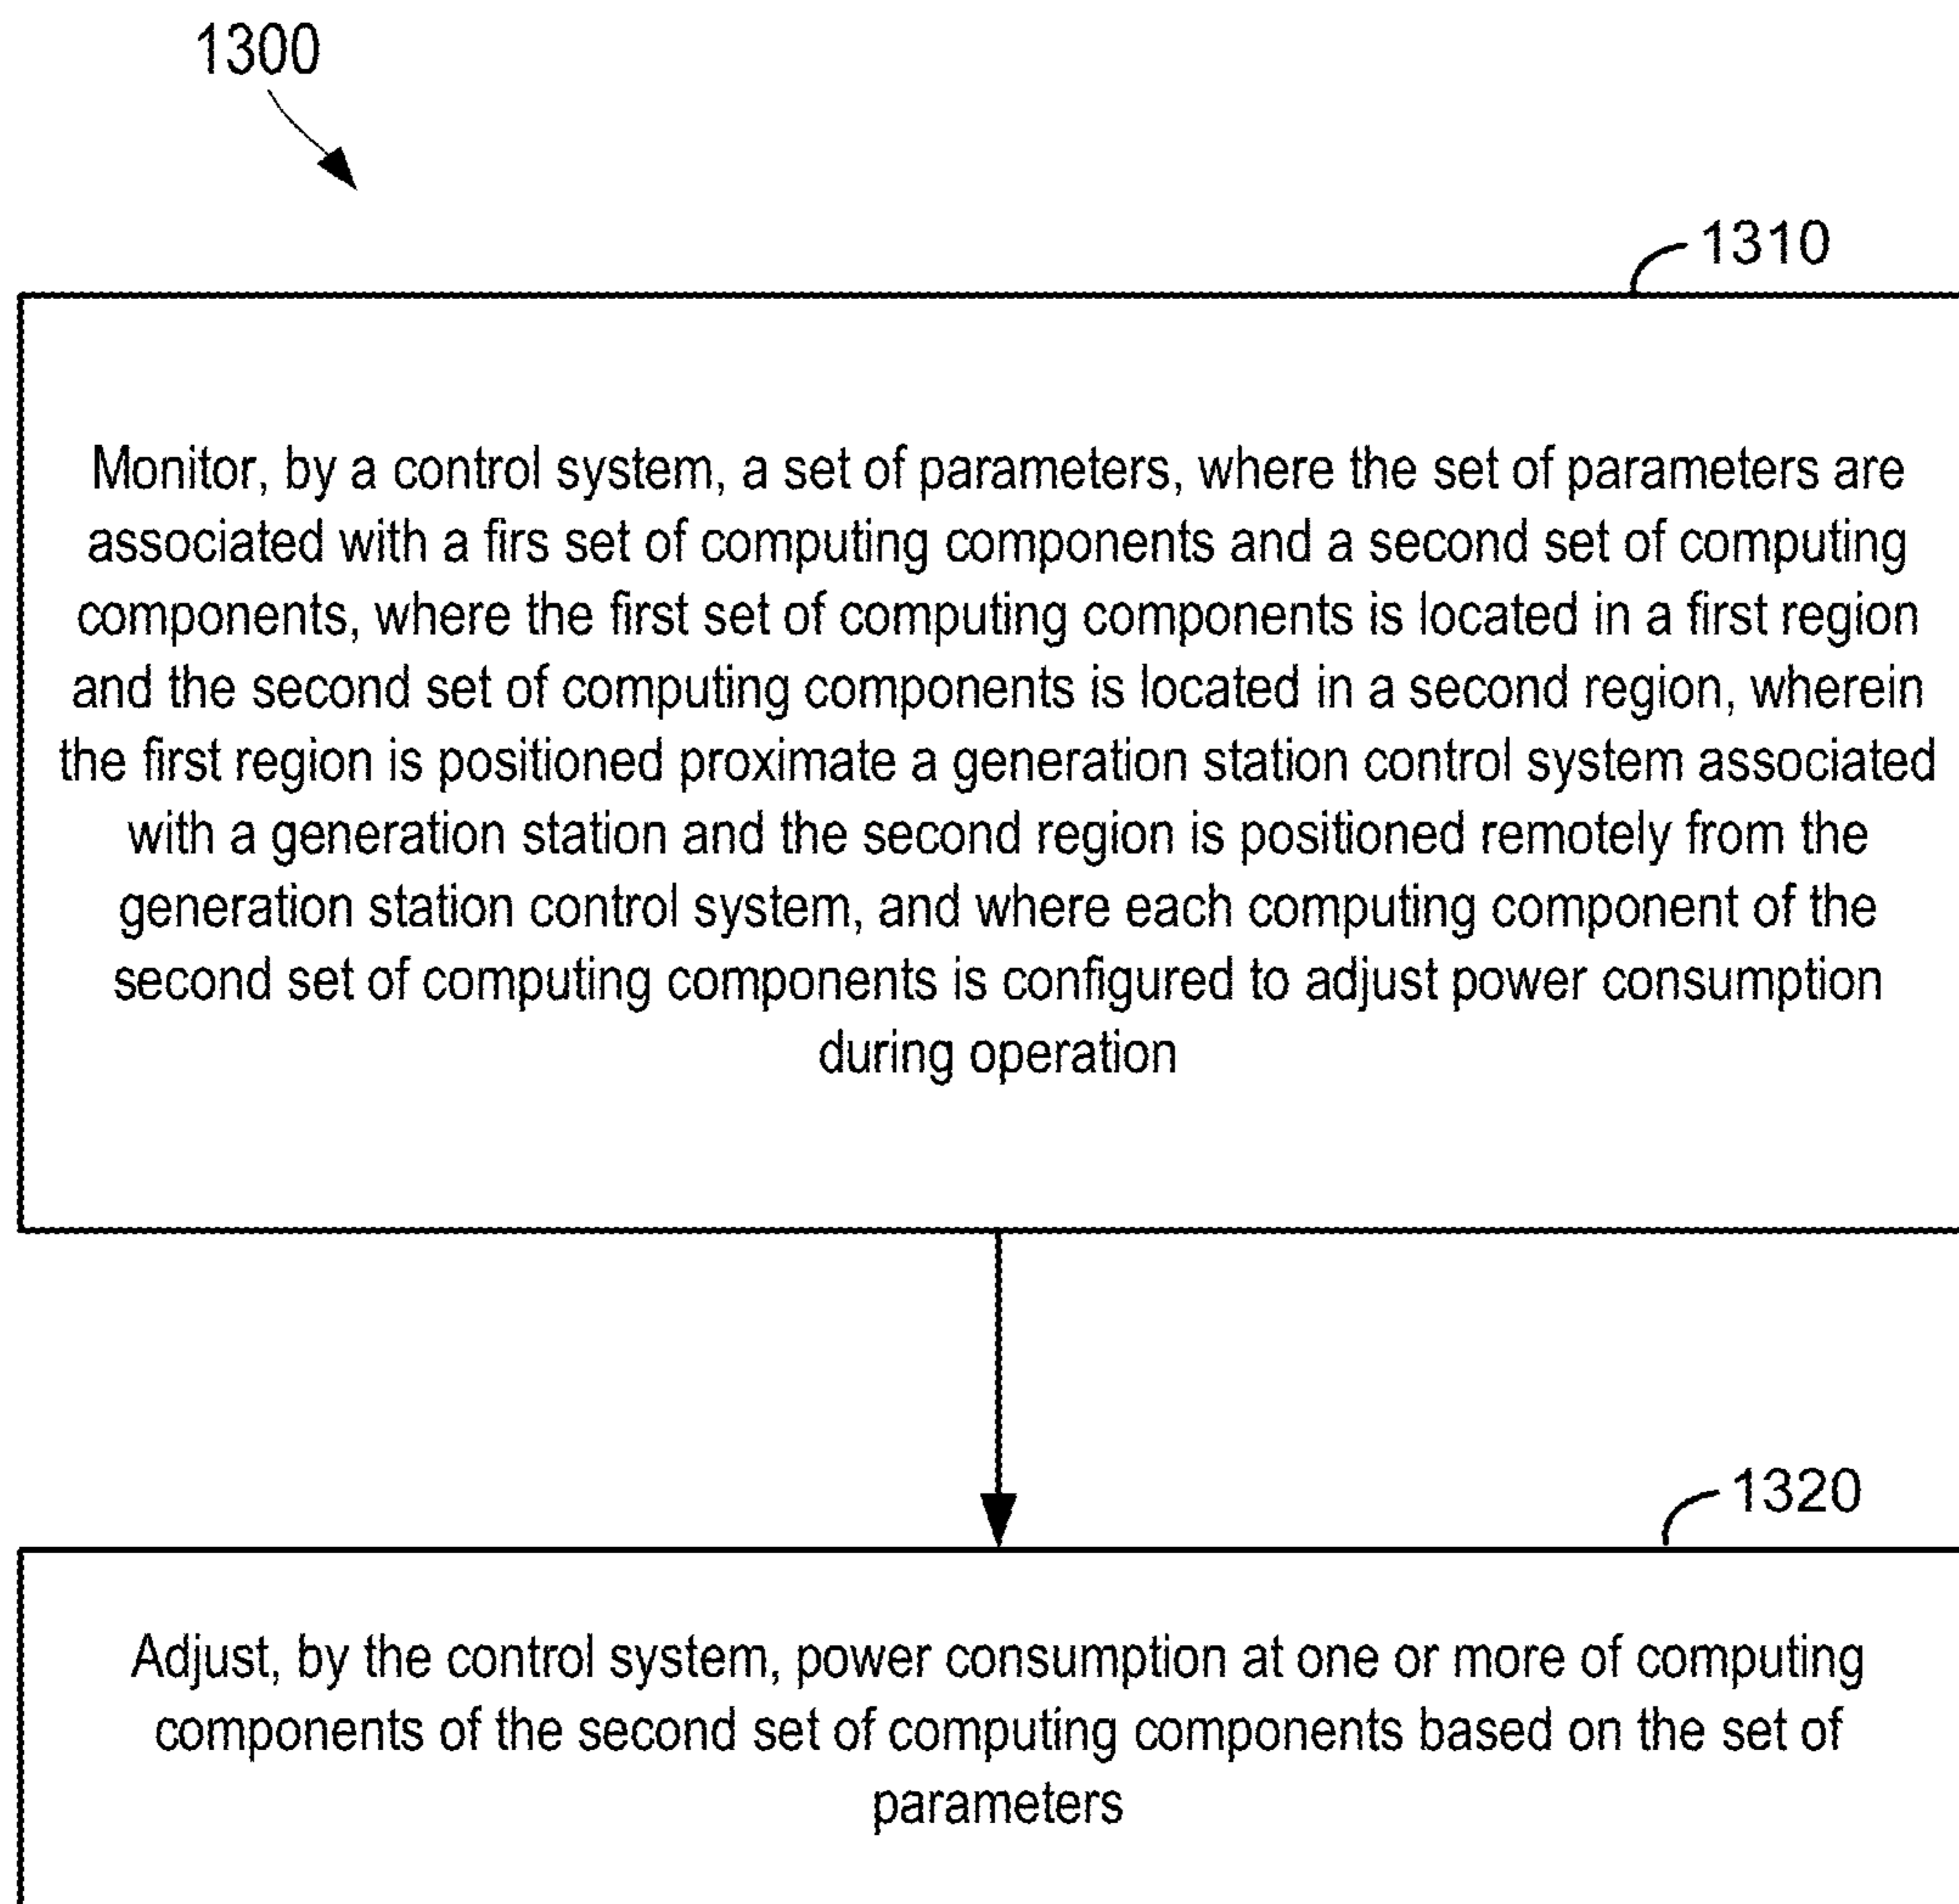 1300
1310
Monitor, by a control system, a set of parameters, where the set of parameters are
associated with a firs set of computing components and a second set of computing
components, where the first set of computing components is located in a first region
and the second set of computing components is located in a second region, wherein
the first region is positioned proximate a generation station control system associated
with a generation station and the second region is positioned remotely from the
generation station control system, and where each computing component of the
second set of computing components is configured to adjust power consumption
during operation
1320
Adjust, by the control system, power consumption at one or more of computing
components of the second set of computing components based on the set of
parameters